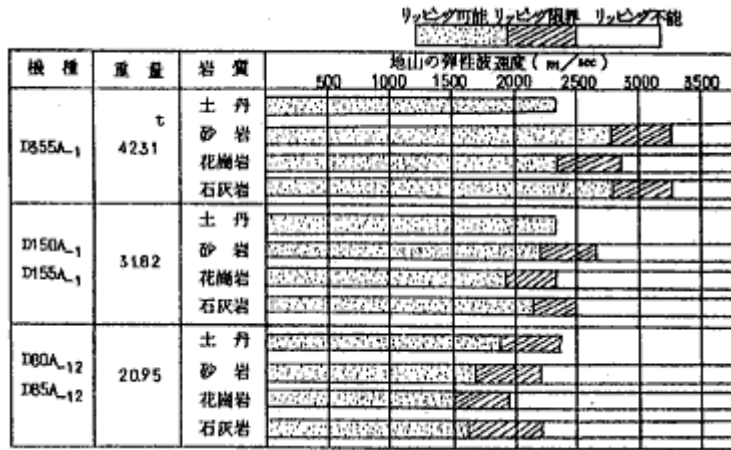 リッピング可能 リッピング限界 リッピング不能
機種 重量 岩質 地山の弾性波速度 ( m/sec )
500 1000 1500 2000 2500 3000 3500
D355A-1 t 42.31 土丹
砂岩
花崗岩
石灰岩
D150A-1 D155A-1 31.82 土丹
砂岩
花崗岩
石灰岩
D80A-12 D85A-12 20.95 土丹
砂岩
花崗岩
石灰岩